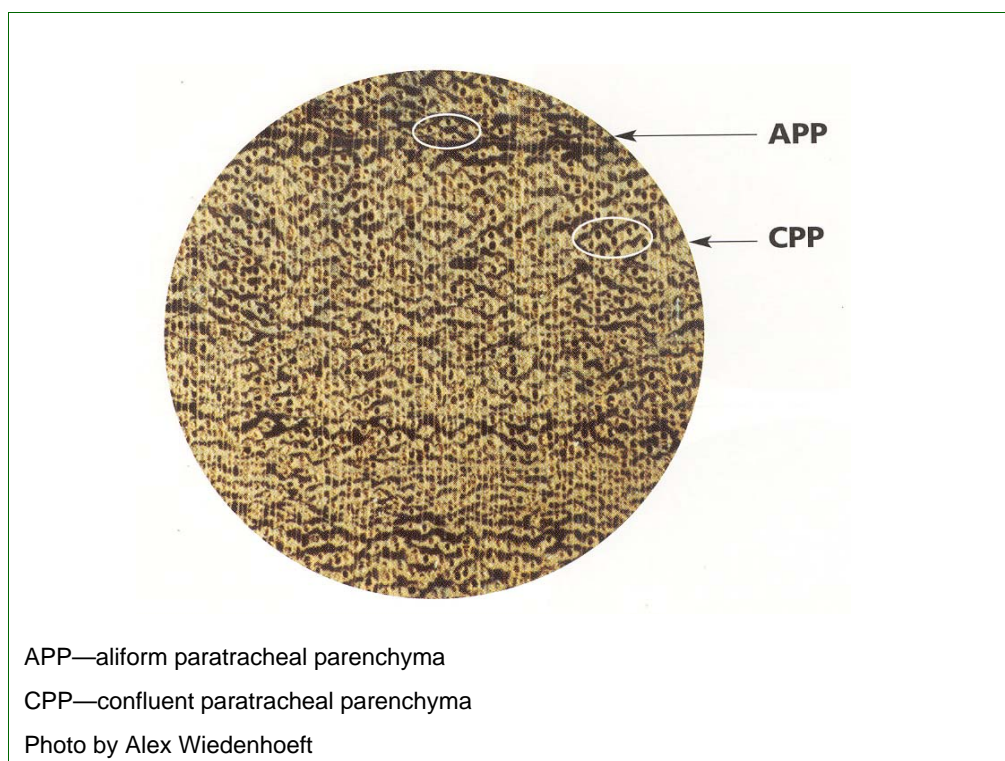 APP
CPP
APP—aliform paratracheal parenchyma
CPP—confluent paratracheal parenchyma
Photo by Alex Wiedenhoeft